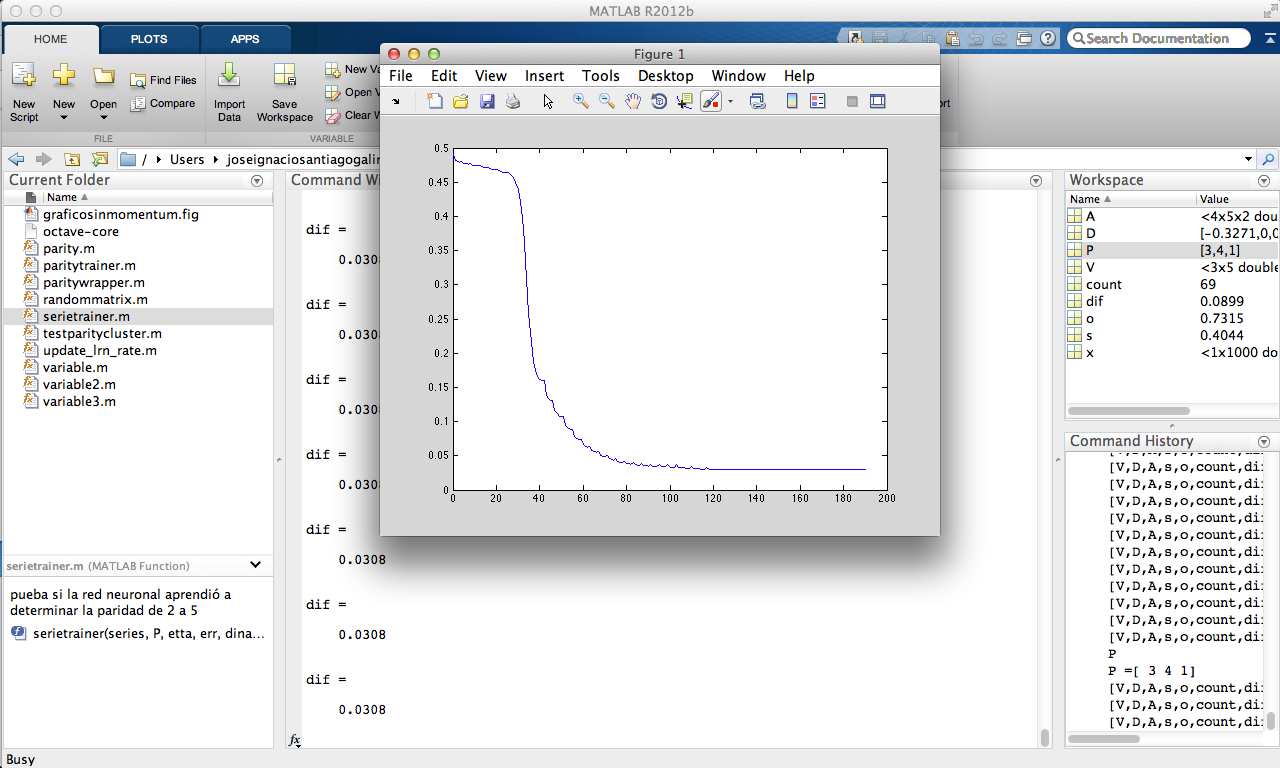 MATLAB R2012b
HOME PLOTS APPS
Search Documentation
New Script
New
Open
Find Files
Compare
Import Data
Save Workspace
New Va
Open V
Clear W
FILE
VARIABLE
/ Users joseignaciosantiagogalin
Current Folder
Name
graficosinmomentum.fig
octave-core
parity.m
paritytrainer.m
paritywrapper.m
randommatrix.m
serietrainer.m
testparitycluster.m
update_lrn_rate.m
variable.m
variable2.m
variable3.m
serietrainer.m (MATLAB Function)
prueba si la red neuronal aprendió a
determinar la paridad de 2 a 5
serietrainer(series, P, etta, err, dina...
Busy
Command Wi
dif =
0.0308
dif =
0.0308
dif =
0.0308
dif =
0.0308
dif =
0.0308
dif =
0.0308
dif =
0.0308
fx
Figure 1
File Edit View Insert Tools Desktop Window Help
0.5
0.45
0.4
0.35
0.3
0.25
0.2
0.15
0.1
0.05
0
0 20 40 60 80 100 120 140 160 180 200
Workspace
Name Value
A <4x5x2 dou
D [-0.3271,0,0
P [3,4,1]
V <3x5 double
count 69
dif 0.0899
o 0.7315
s 0.4044
x <1x1000 do
Command History
[V,D,A,s,o,count,di
[V,D,A,s,o,count,di
[V,D,A,s,o,count,di
[V,D,A,s,o,count,di
[V,D,A,s,o,count,di
[V,D,A,s,o,count,di
[V,D,A,s,o,count,di
[V,D,A,s,o,count,di
[V,D,A,s,o,count,di
[V,D,A,s,o,count,di
[V,D,A,s,o,count,di
P
P =[ 3 4 1]
[V,D,A,s,o,count,di
[V,D,A,s,o,count,di
[V,D,A,s,o,count,di